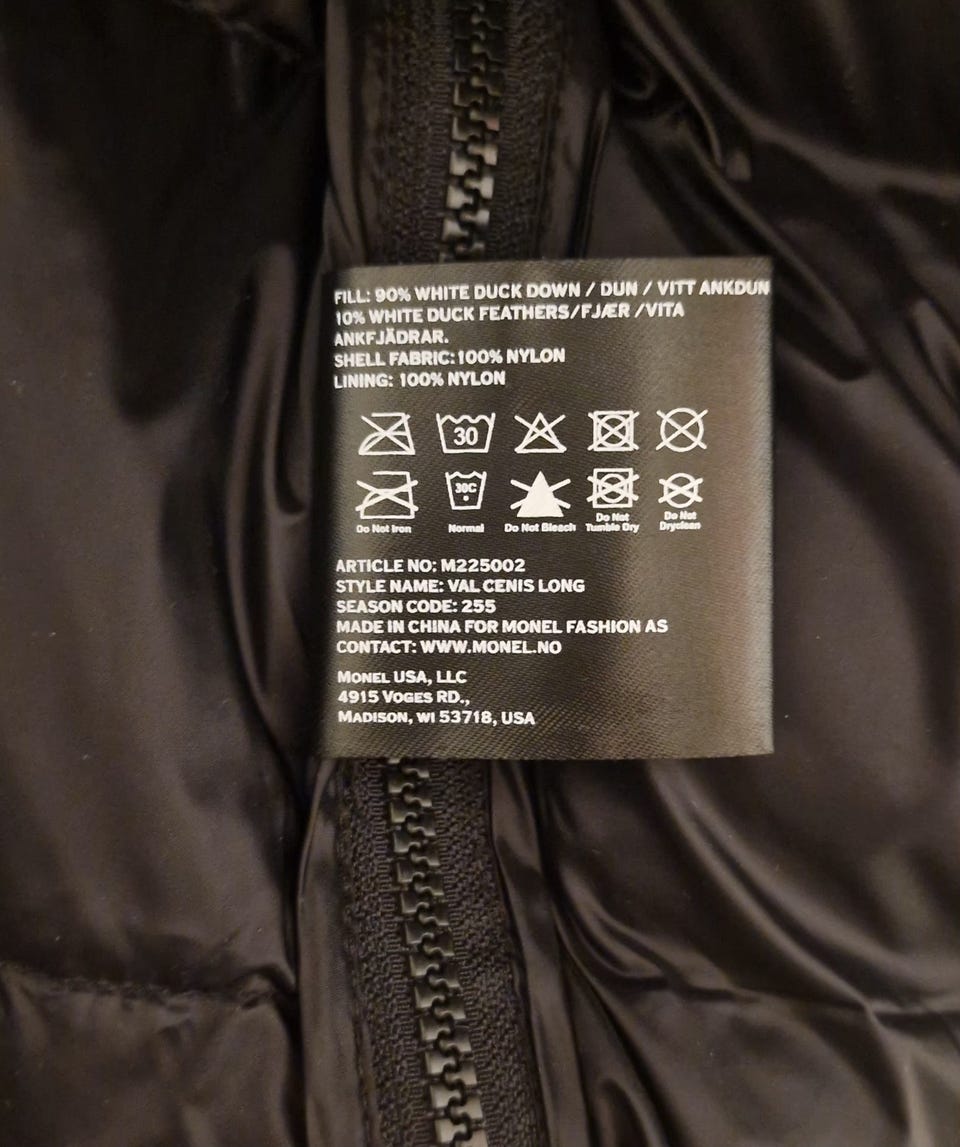 FILL: 90% WHITE DUCK DOWN / DUN / VITT ANKDUN
10% WHITE DUCK FEATHERS/FJÆR /VITA
ANKFJÄDRAR.
SHELL FABRIC:100% NYLON
LINING: 100% NYLON
30
30C
Do Not Iron Normal Do Not Bleach Do Not Tumble Dry Do Not Dryclean
ARTICLE NO: M225002
STYLE NAME: VAL CENIS LONG
SEASON CODE: 255
MADE IN CHINA FOR MONEL FASHION AS
CONTACT: WWW.MONEL.NO
MONEL USA, LLC
4915 VOGES RD.,
MADISON, WI 53718, USA